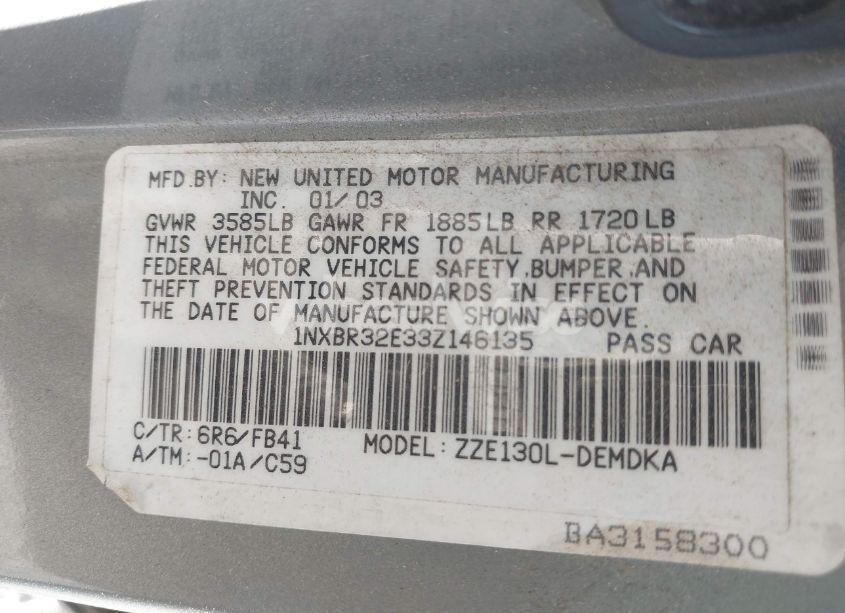 MFD.BY: NEW UNITED MOTOR MANUFACTURING
INC. 01/03
GVWR 3585LB GAWR FR 1885LB RR 1720LB
THIS VEHICLE CONFORMS TO ALL APPLICABLE
FEDERAL MOTOR VEHICLE SAFETY,BUMPER,AND
THEFT PREVENTION STANDARDS IN EFFECT ON
THE DATE OF MANUFACTURE SHOWN ABOVE.
1NXBR32E33Z146135 PASS CAR
C/TR:6R6/FB41 MODEL:ZZE130L-DEMDKA
A/TM:-01A/C59
BA3158300